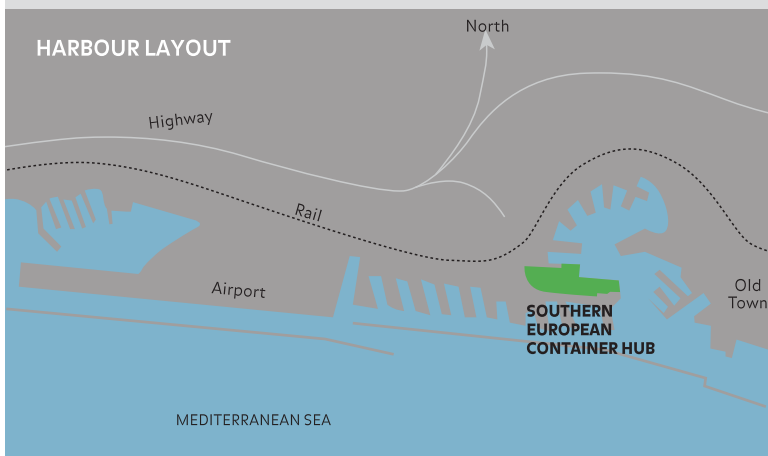 North
HARBOUR LAYOUT
Highway
Rail
Airport
Old
Town
SOUTHERN
EUROPEAN
CONTAINER HUB
MEDITERRANEAN SEA